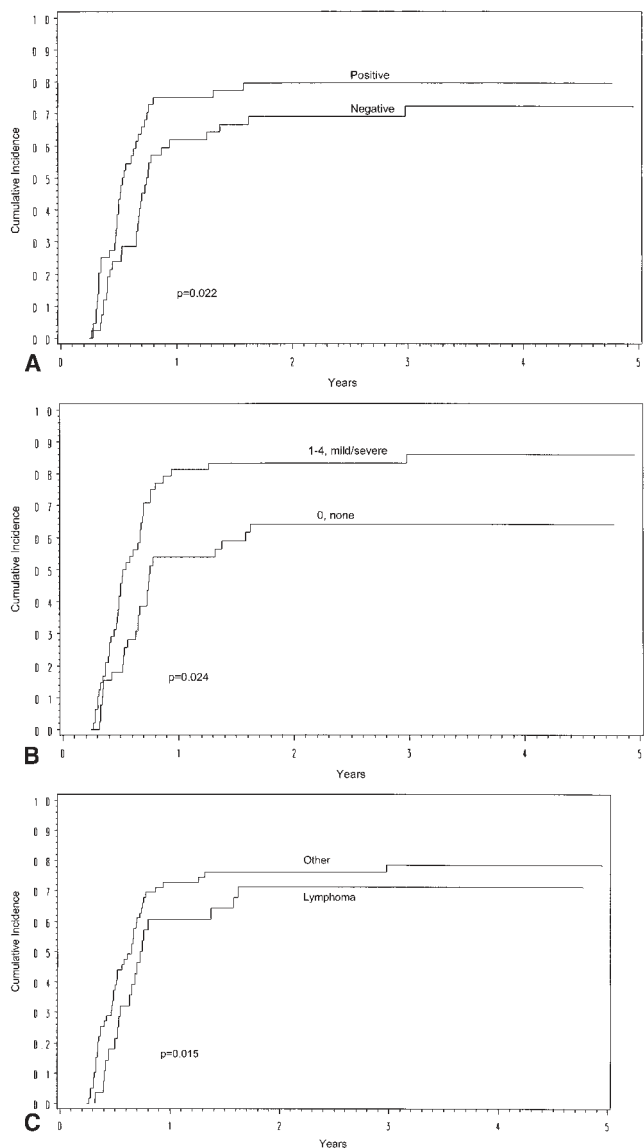 1 0
0 9
0 8
0 7
0 6
0 5
0 4
0 3
0 2
0 1
0 0
Cumulative Incidence
Positive
Negative
p=0.022
0 1 2 3 4 5
Years
A
1 0
0 9
0 8
0 7
0 6
0 5
0 4
0 3
0 2
0 1
0 0
Cumulative Incidence
1-4, mild/severe
0, none
p=0.024
0 1 2 3 4 5
Years
B
1 0
0 9
0 8
0 7
0 6
0 5
0 4
0 3
0.2
0 1
0 0
Cumulative Incidence
Other
Lymphoma
p=0.015
0 1 2 3 4 5
Years
C